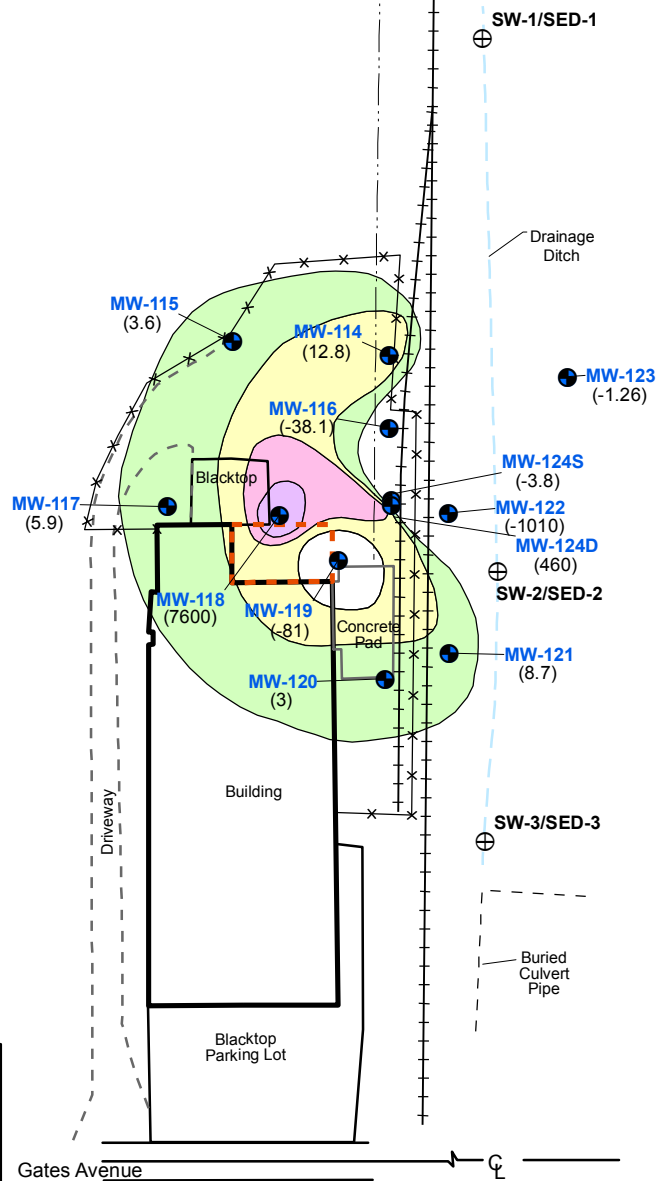 SW-1/SED-1
Drainage
Ditch
MW-115
(3.6)
MW-114
(12.8)
MW-123
(-1.26)
MW-116
(-38.1)
MW-124S
(-3.8)
Blacktop
MW-117
(5.9)
MW-122
(-1010)
MW-124D
(460)
SW-2/SED-2
MW-118
(7600)
MW-119
(-81)
Concrete
Pad
MW-121
(8.7)
MW-120
(3)
Building
Driveway
SW-3/SED-3
Buried
Culvert
Pipe
Blacktop
Parking Lot
Gates Avenue
CL